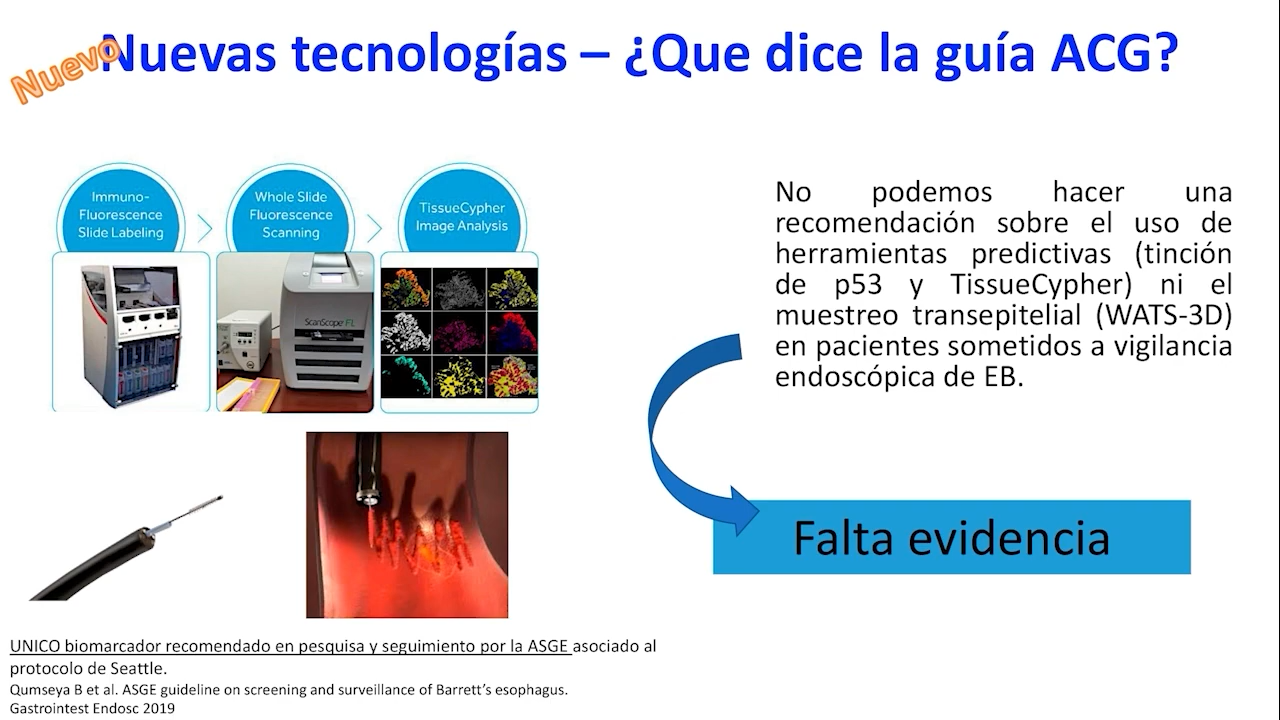 Nuevo
Nuevas tecnologías – ¿Que dice la guía ACG?
Immuno-
Fluorescence
Slide Labeling
Whole Slide
Fluorescence
Scanning
TissueCypher
Image Analysis
ScanScope FL
No podemos hacer una
recomendación sobre el uso de
herramientas predictivas (tinción
de p53 y TissueCypher) ni el
muestreo transepitelial (WATS-3D)
en pacientes sometidos a vigilancia
endoscópica de EB.
Falta evidencia
UNICO biomarcador recomendado en pesquisa y seguimiento por la ASGE asociado al
protocolo de Seattle.
Qumseya B et al. ASGE guideline on screening and surveillance of Barrett’s esophagus.
Gastrointest Endosc 2019